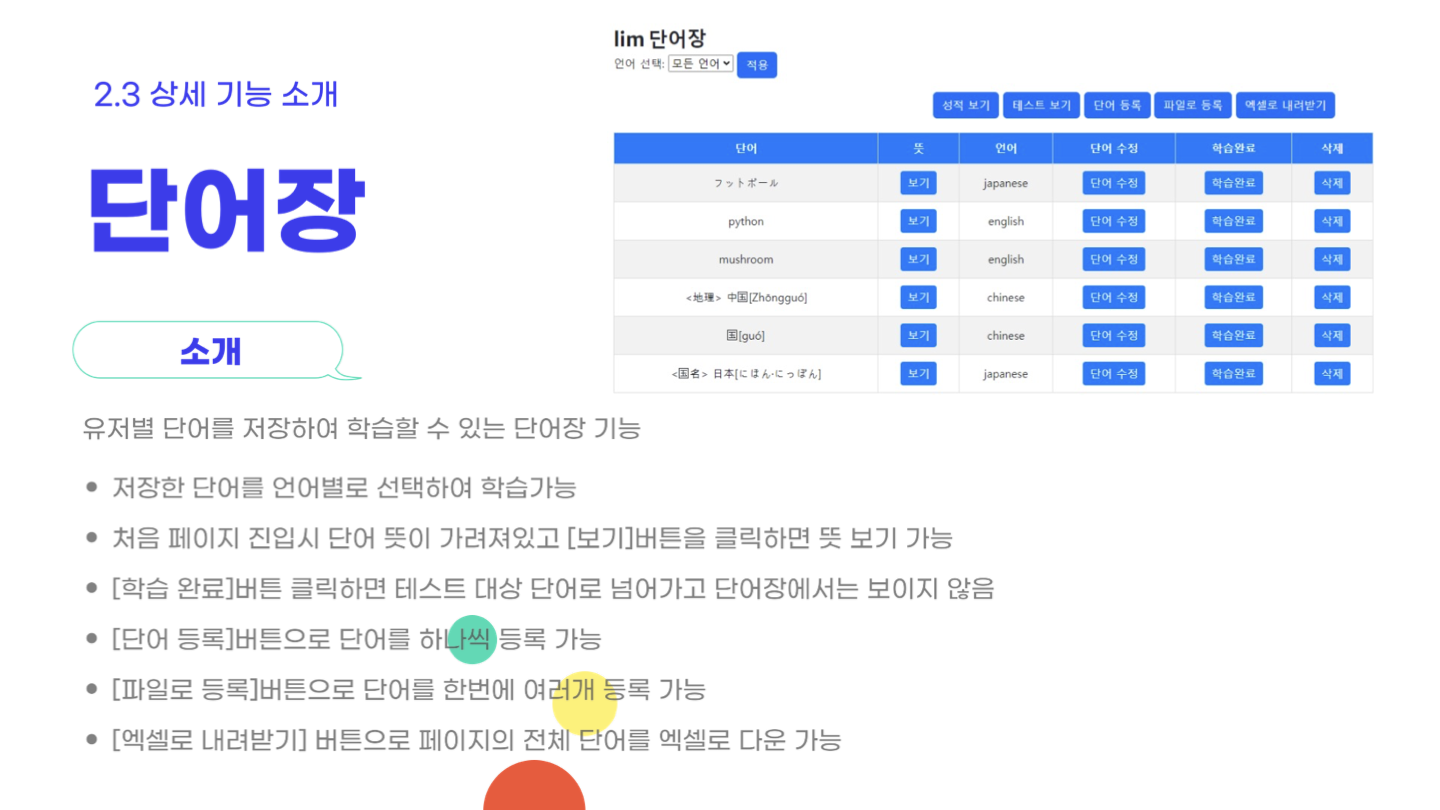 2.3 상세 기능 소개
단어장
소개
유저별 단어를 저장하여 학습할 수 있는 단어장 기능
• 저장한 단어를 언어별로 선택하여 학습가능
• 처음 페이지 진입시 단어 뜻이 가려져있고 [보기]버튼을 클릭하면 뜻 보기 가능
• [학습 완료]버튼 클릭하면 테스트 대상 단어로 넘어가고 단어장에서는 보이지 않음
• [단어 등록]버튼으로 단어를 하나씩 등록 가능
• [파일로 등록]버튼으로 단어를 한번에 여러개 등록 가능
• [엑셀로 내려받기] 버튼으로 페이지의 전체 단어를 엑셀로 다운 가능
lim 단어장
언어 선택: 모든 언어 적용
성적 보기 테스트 보기 단어 등록 파일로 등록 엑셀로 내려받기
단어 뜻 언어 단어 수정 학습완료 삭제
フットボール 보기 japanese 단어 수정 학습완료 삭제
python 보기 english 단어 수정 학습완료 삭제
mushroom 보기 english 단어 수정 학습완료 삭제
<地理> 中国[Zhōngguó] 보기 chinese 단어 수정 학습완료 삭제
国[guó] 보기 chinese 단어 수정 학습완료 삭제
<国名> 日本[にほん·にっぽん] 보기 japanese 단어 수정 학습완료 삭제